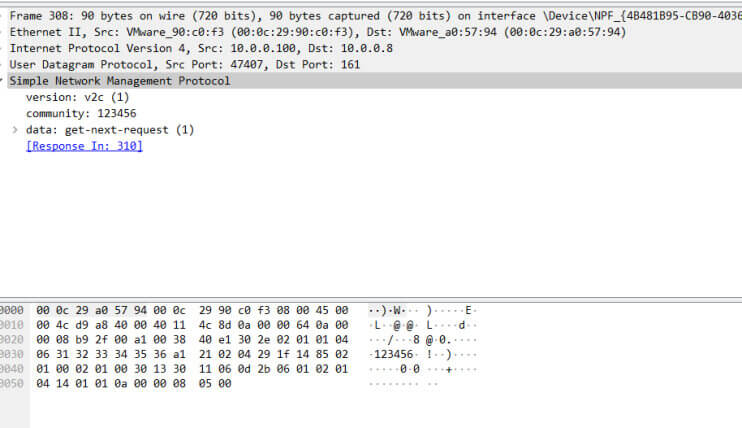 Frame 308: 90 bytes on wire (720 bits), 90 bytes captured (720 bits) on interface \Device\NPF_{4B481B95-CB90-4036
Ethernet II, Src: VMware_90:c0:f3 (00:0c:29:90:c0:f3), Dst: VMware_a0:57:94 (00:0c:29:a0:57:94)
Internet Protocol Version 4, Src: 10.0.0.100, Dst: 10.0.0.8
User Datagram Protocol, Src Port: 47407, Dst Port: 161
Simple Network Management Protocol
version: v2c (1)
community: 123456
data: get-next-request (1)
[Response In: 310]
0000 00 0c 29 a0 57 94 00 0c 29 90 c0 f3 08 00 45 00 ··)·W··· )·····E·
0010 00 4c d9 a8 40 00 40 11 4c 8d 0a 00 00 64 0a 00 ·L··@·@· L····d··
0020 00 08 b9 2f 00 a1 00 38 40 e1 30 2e 02 01 01 04 ···/···8 @·0.····
0030 06 31 32 33 34 35 36 a1 21 02 04 29 1f 14 85 02 ·123456· !··)····
0040 01 00 02 01 00 30 13 30 11 06 0d 2b 06 01 02 01 ·····0·0 ···+····
0050 04 14 01 01 0a 00 00 08 05 00 ········ ··